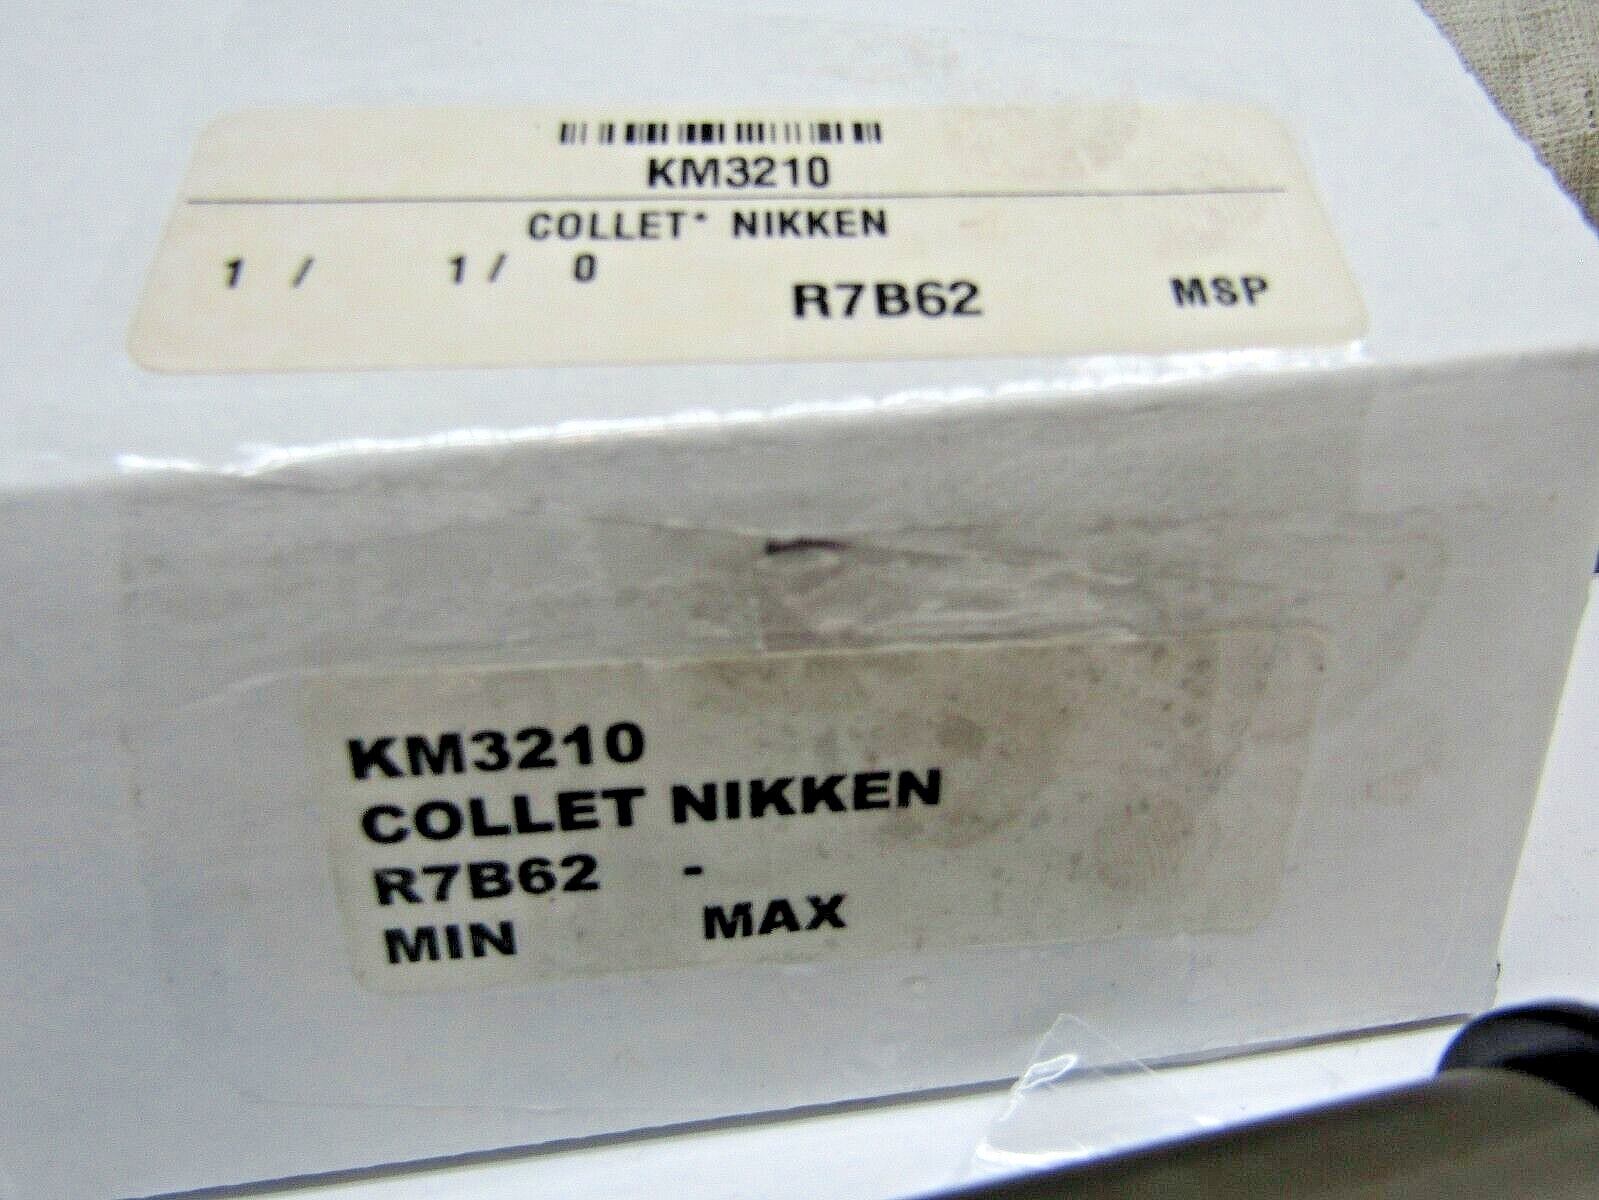 KM3210
COLLET* NIKKEN
1 / 1 / 0
R7B62 MSP
KM3210
COLLET NIKKEN
R7B62 -
MIN MAX